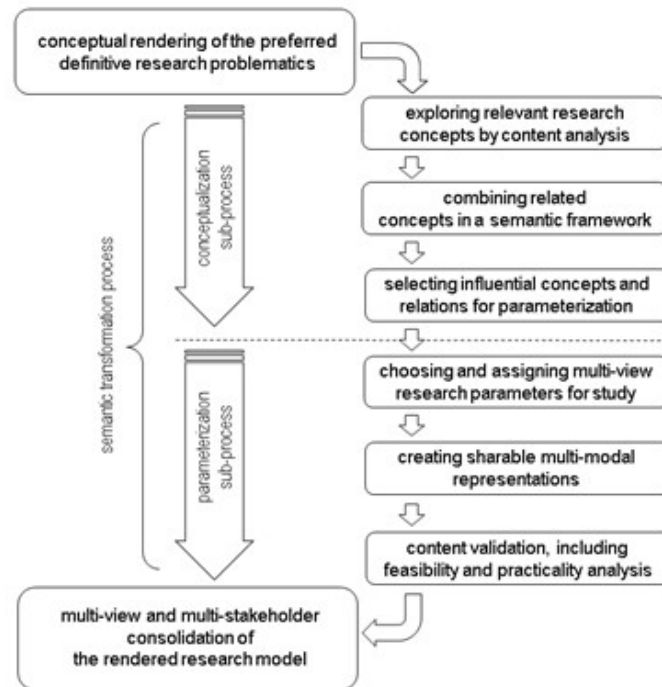 conceptual rendering of the preferred
definitive research problematics
exploring relevant research
concepts by content analysis
combining related
concepts in a semantic framework
selecting influential concepts and
relations for parameterization
choosing and assigning multi-view
research parameters for study
creating sharable multi-modal
representations
content validation, including
feasibility and practicality analysis
semantic transformation process
conceptualization
sub-process
parameterization
sub-process
multi-view and multi-stakeholder
consolidation of
the rendered research model